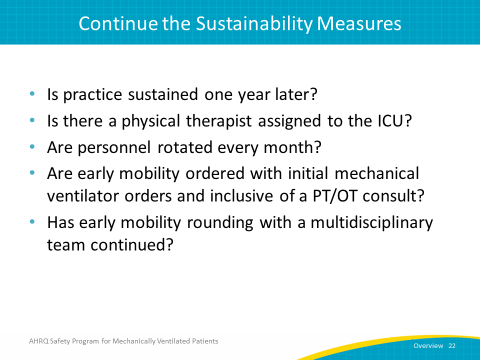 Continue the Sustainability Measures
• Is practice sustained one year later?
• Is there a physical therapist assigned to the ICU?
• Are personnel rotated every month?
• Are early mobility ordered with initial mechanical
ventilator orders and inclusive of a PT/OT consult?
• Has early mobility rounding with a multidisciplinary
team continued?
AHRQ Safety Program for Mechanically Ventilated Patients
Overview 22